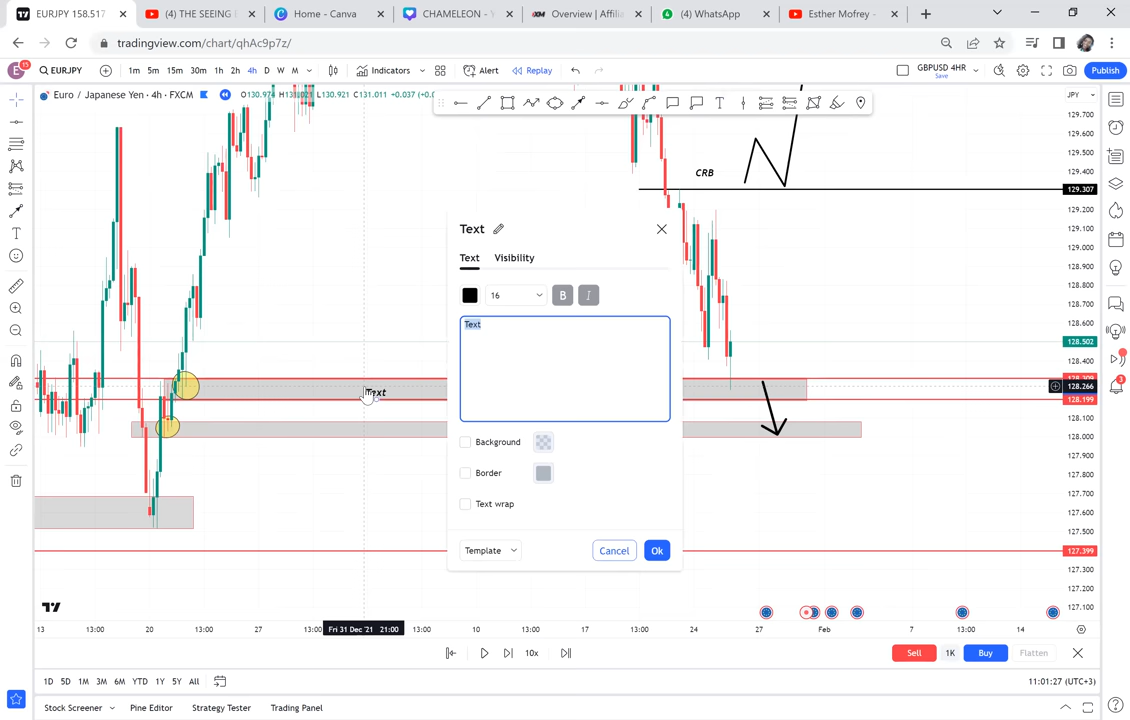 EURJPY 158.517
(4) THE SEEING E
Home - Canva
CHAMELEON - Y
Overview | Affilia
(4) WhatsApp
EURJPY
Esther Mofrey -
tradingview.com/chart/qhAc9p7z/
E 15 EURJPY 1m 5m 15m 30m 1h 2h 4h D W M Indicators Alert Replay GBPUSD 4HR Save Publish
Euro / Japanese Yen · 4h · FXCM O130.974 L130.921 C131.011 +0.037 (+0.0
JPY
129.700
129.500
129.400
CRB
129.307
129.200
129.100
129.000
128.900
128.800
128.700
128.600
128.502
128.400
128.309
128.266
128.199
128.100
128.000
127.900
127.800
127.700
127.600
127.500
127.399
127.300
127.200
127.100
Text
Text Visibility
16 B I
Text
Text
Background
Border
Text wrap
Template Cancel Ok
13 13:00 20 13:00 27 13:00 Fri 31 Dec '21 21:00 13:00 10 13:00 17 13:00 24 27 Feb 7 13:00 14
10x Sell 1K Buy Flatten
1D 5D 1M 3M 6M YTD 1Y 5Y All 11:01:27 (UTC+3)
Stock Screener Pine Editor Strategy Tester Trading Panel
3